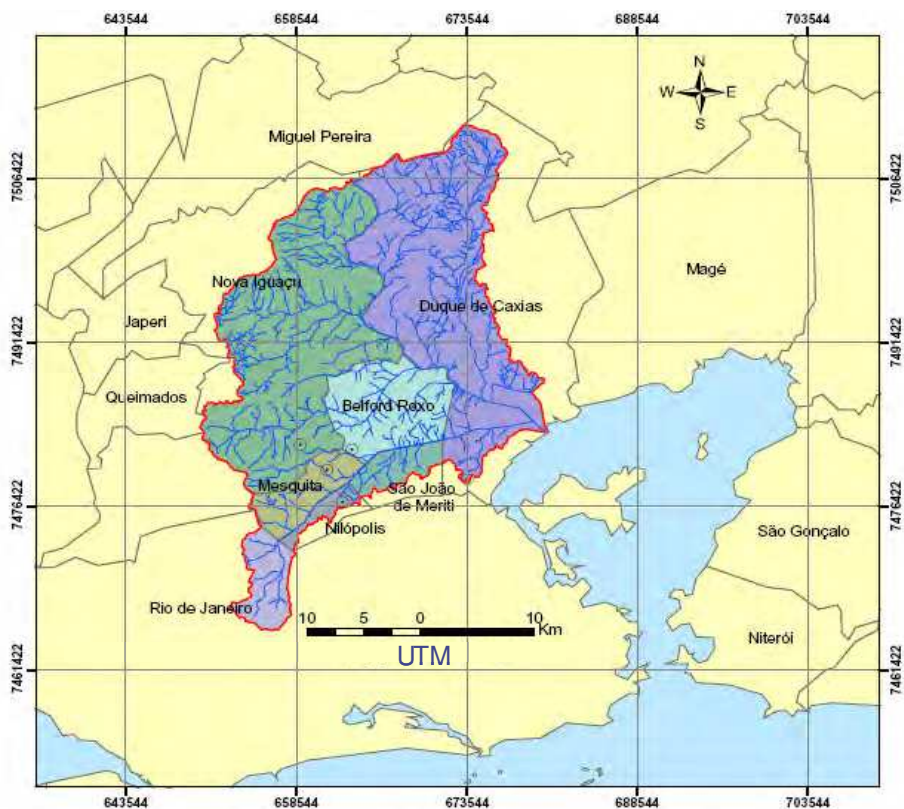 643544 658544 673544 688544 703544
N
W E
S
Miguel Pereira
7506422 7506422
Magé
Nova Iguaçu
Duque de Caxias
Japeri
7491422 7491422
Queimados
Belford Roxo
Mesquita
São João
de Meriti
7476422 7476422
Nilópolis
São Gonçalo
Rio de Janeiro
10 5 0 10
Km
Niterói
UTM
7461422 7461422
643544 658544 673544 688544 703544